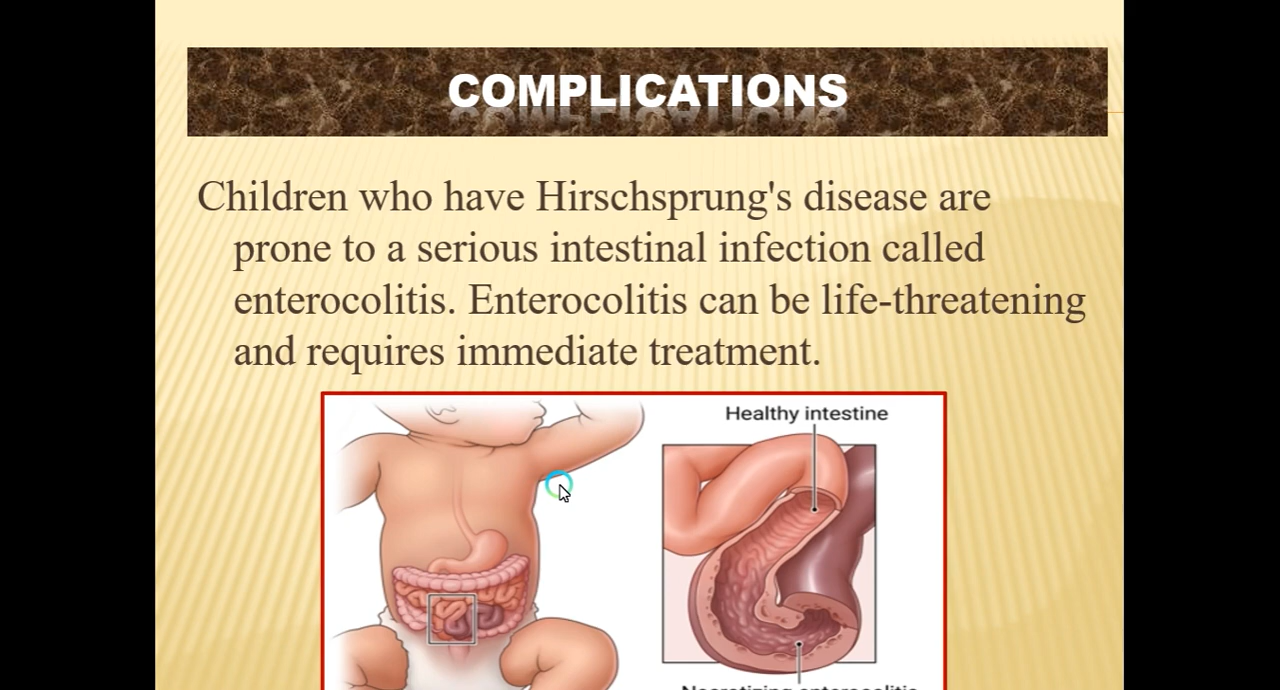 COMPLICATIONS
Children who have Hirschsprung's disease are
prone to a serious intestinal infection called
enterocolitis. Enterocolitis can be life-threatening
and requires immediate treatment.
Healthy intestine
Necrotizing enterocolitis